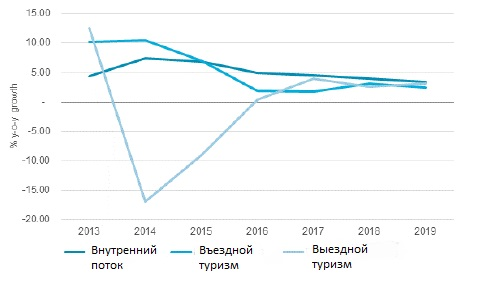 15.00
10.00
5.00
-
-5.00
-10.00
-15.00
-20.00
% y-o-y growth
2013 2014 2015 2016 2017 2018 2019
Внутренний поток
Въездной туризм
Выездной туризм